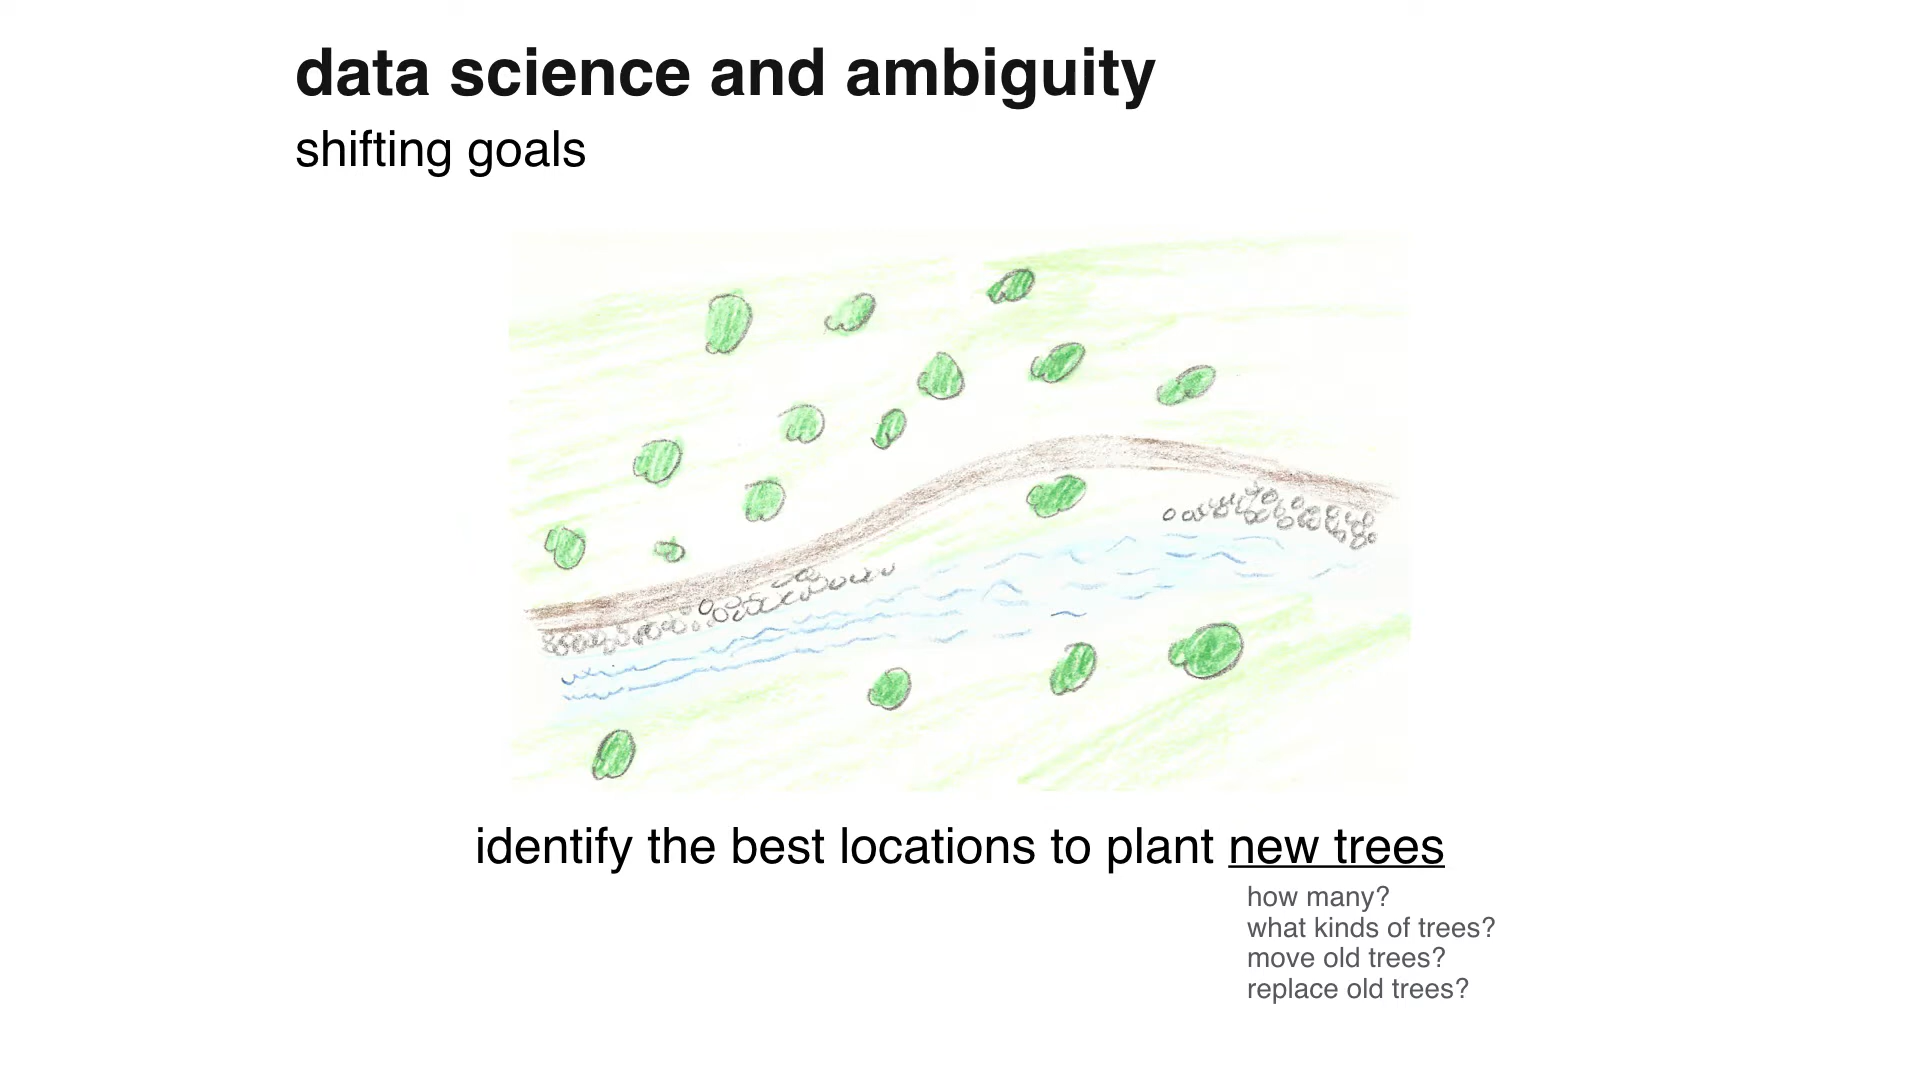 data science and ambiguity
shifting goals
identify the best locations to plant new trees
how many?
what kinds of trees?
move old trees?
replace old trees?